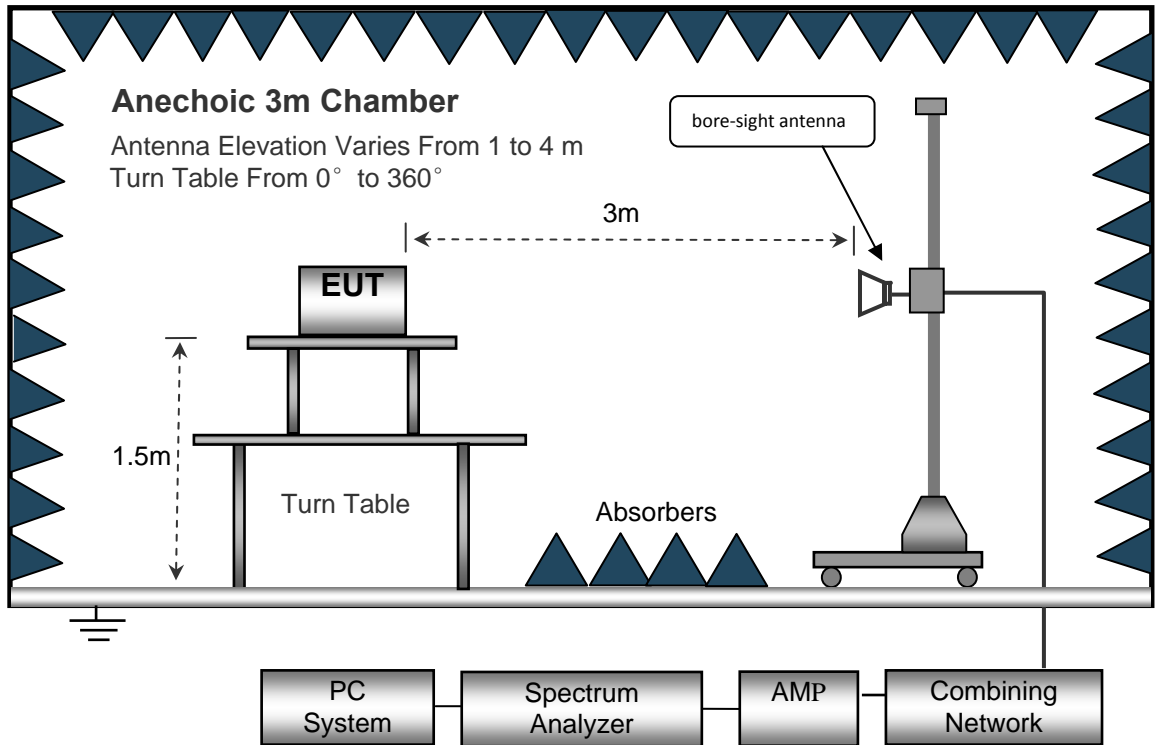 Anechoic 3m Chamber
Antenna Elevation Varies From 1 to 4 m
Turn Table From 0° to 360°
bore-sight antenna
3m
EUT
1.5m
Turn Table
Absorbers
PC
System
Spectrum
Analyzer
AMP
Combining
Network